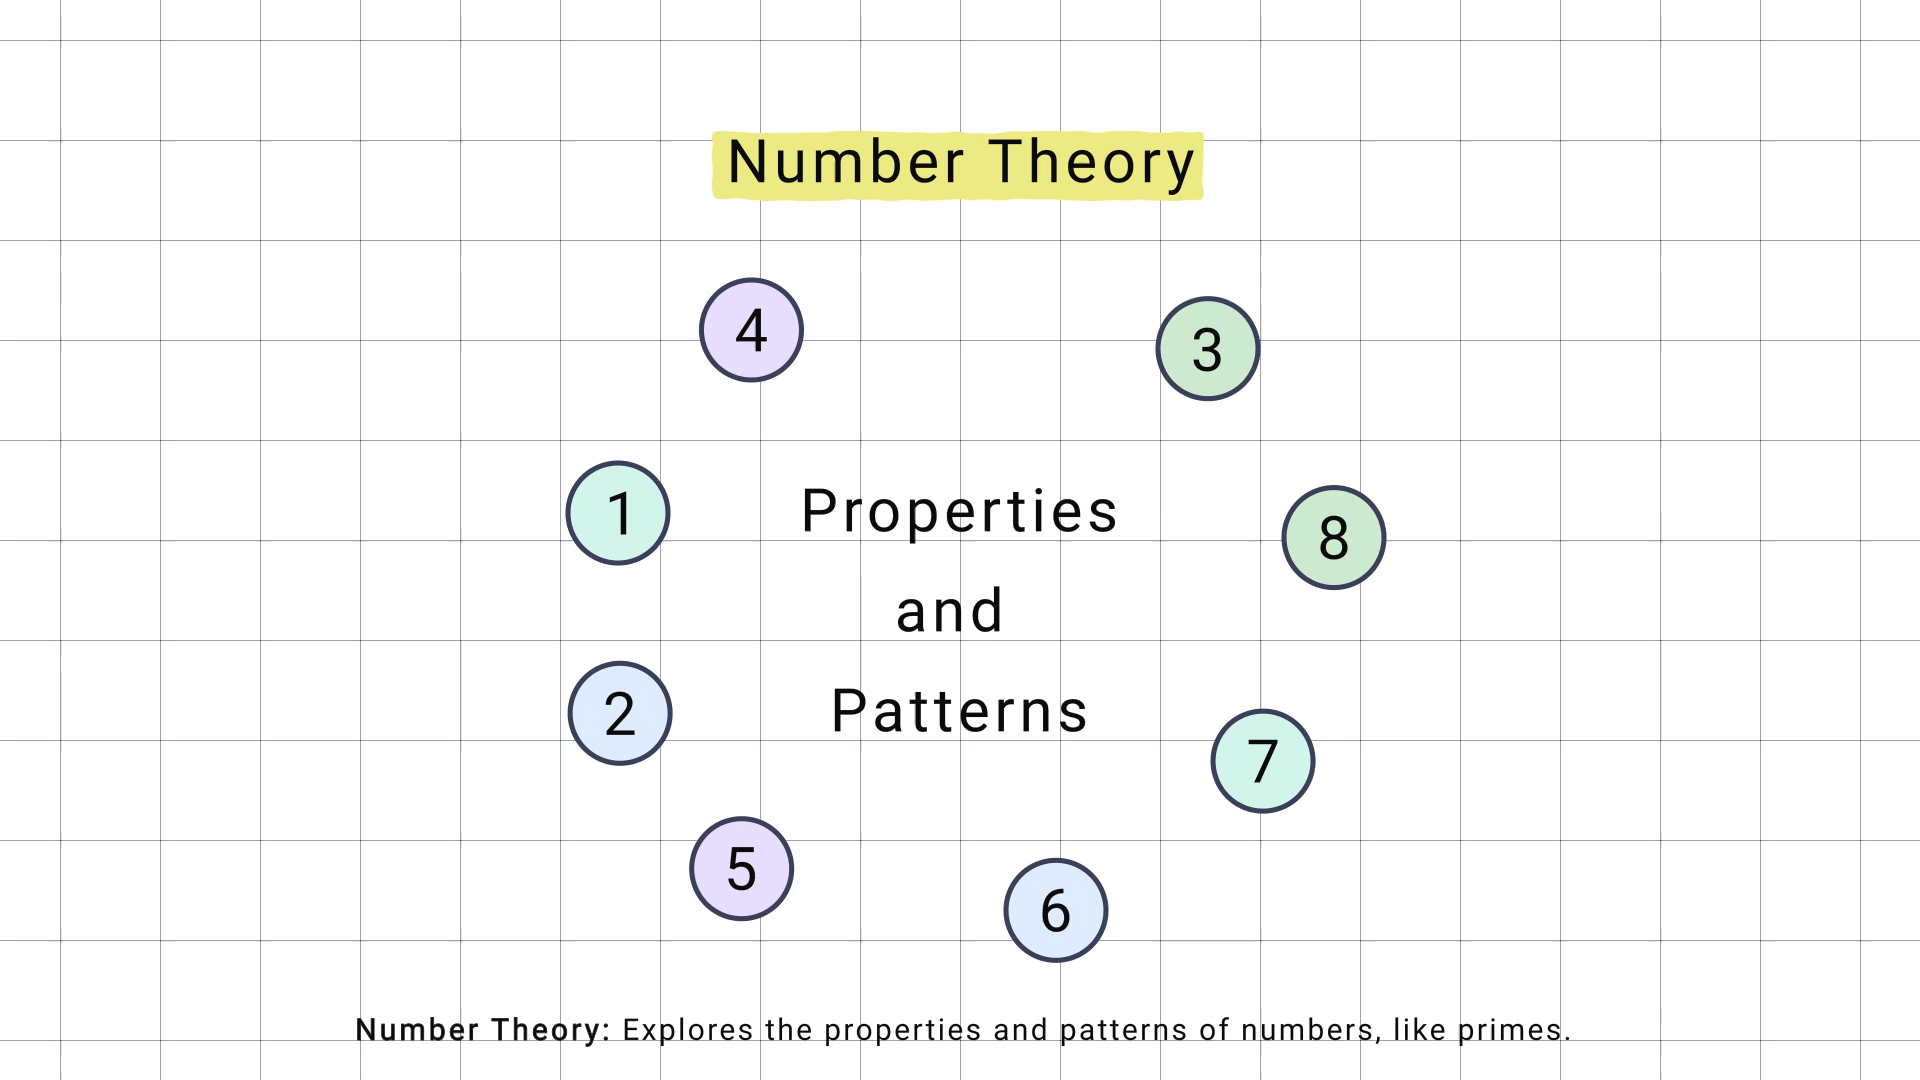 Number Theory
4
3
1
Properties
8
and
2
Patterns
7
5
6
Number Theory: Explores the properties and patterns of numbers, like primes.